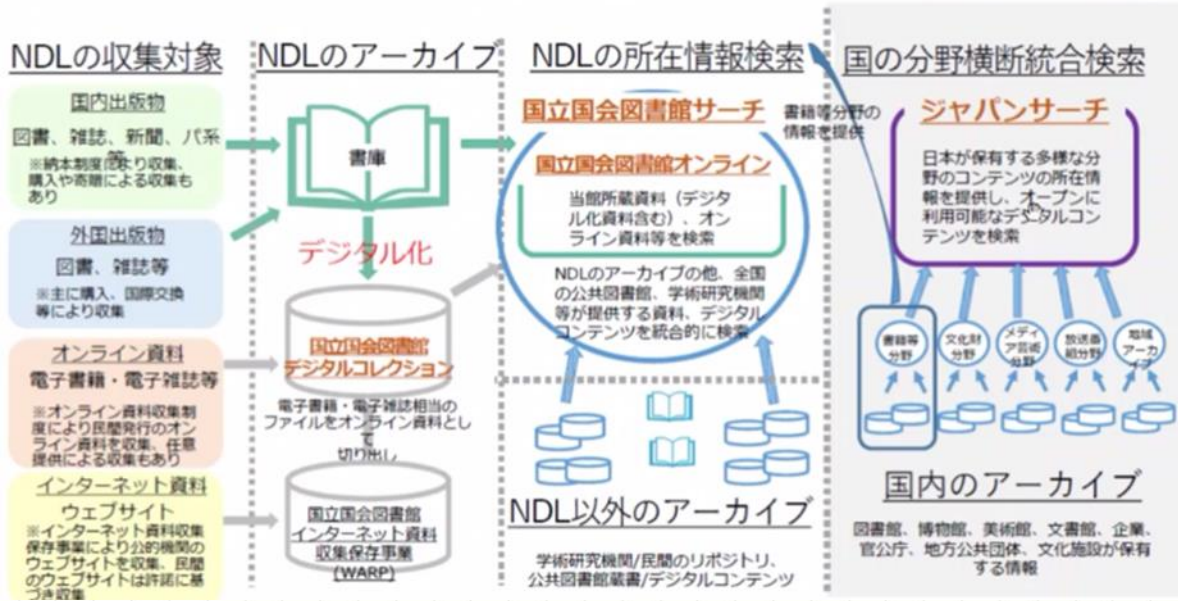 NDLの収集対象
国内出版物
図書、雑誌、新聞、パ系
等
※納本制度により収集、
購入や寄贈による収集も
あり
外国出版物
図書、雑誌等
※主に購入、国際交換
等により収集
オンライン資料
電子書籍・電子雑誌等
※オンライン資料収集制
度により民間発行のオン
ライン資料を収集、任意
提供による収集もあり
インターネット資料
ウェブサイト
※インターネット資料収集
保存事業により公的機関の
ウェブサイトを収集、民間
のウェブサイトは許諾に基
づき収集
NDLのアーカイブ
書庫
デジタル化
国立国会図書館
デジタルコレクション
電子書籍・電子雑誌相当の
ファイルをオンライン資料とし
て
切り出し
国立国会図書館
インターネット資料
収集保存事業
(WARP)
NDLの所在情報検索
国立国会図書館サーチ
国立国会図書館オンライン
当館所蔵資料（デジタ
ル化資料含む）、オン
ライン資料等を検索
NDLのアーカイブの他、全国
の公共図書館、学術研究機関
等が提供する資料、デジタル
コンテンツを統合的に検索
NDL以外のアーカイブ
学術研究機関/民間のリポジトリ、
公共図書館蔵書/デジタルコンテンツ
書籍等分野の
情報を提供
国の分野横断統合検索
ジャパンサーチ
日本が保有する多様な分
野のコンテンツの所在情
報を提供し、オープンに
利用可能なデジタルコン
テンツを検索
書籍等
分野
文化財
分野
メディ
ア芸術
分野
放送番
組分野
地域
アーカ
イブ
国内のアーカイブ
図書館、博物館、美術館、文書館、企業、
官公庁、地方公共団体、文化施設が保有
する情報